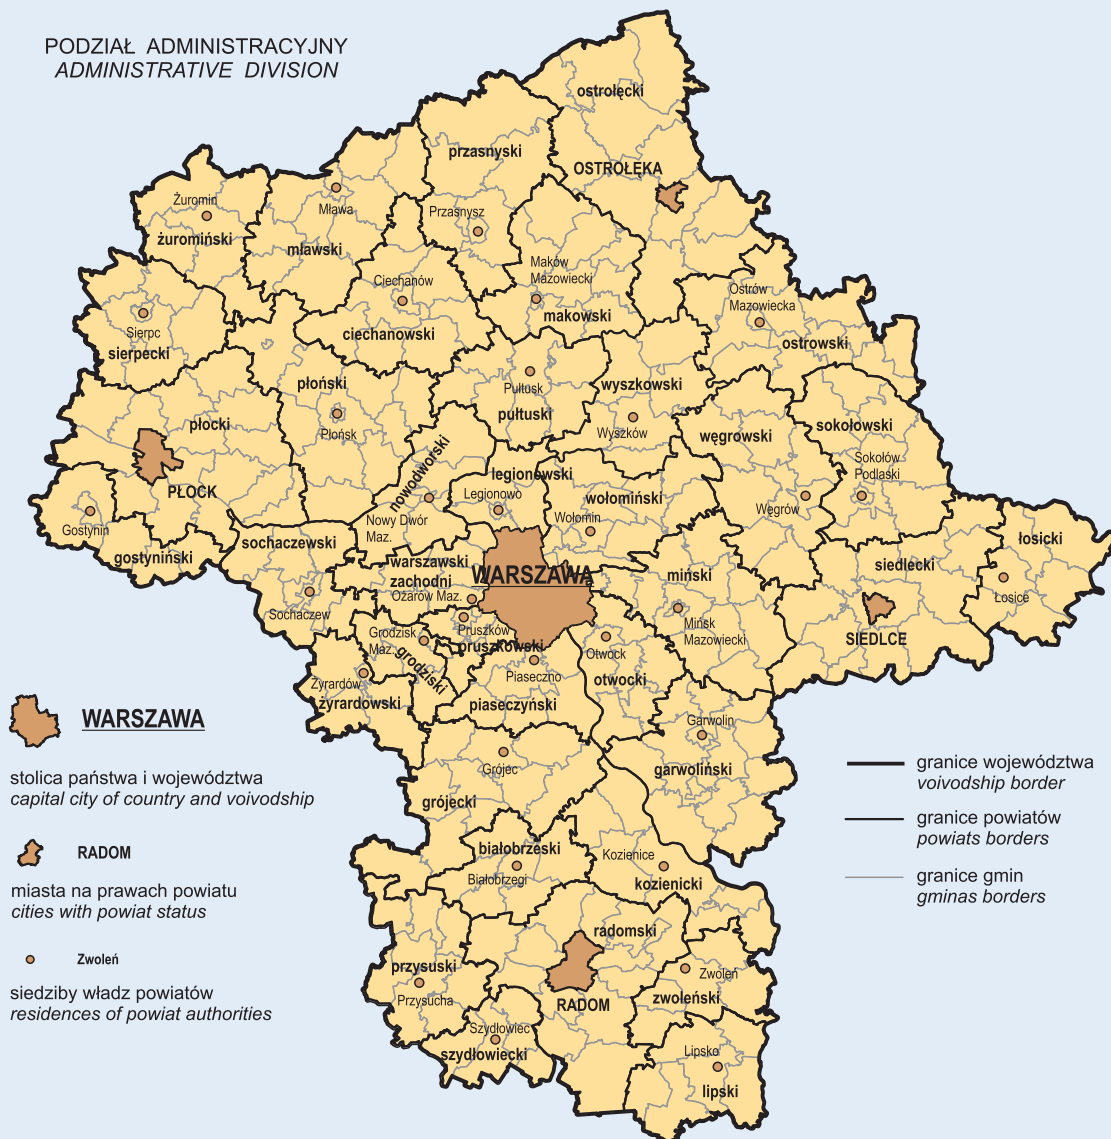 PODZIAŁ ADMINISTRACYJNY
ADMINISTRATIVE DIVISION
ostrołęcki
przasnyski
OSTROŁĘKA
Żuromin
żuromiński
Mława
mławski
Przasnysz
Ciechanów
ciechanowski
Maków
Mazowiecki
makowski
Ostrów
Mazowiecka
ostrowski
Sierpc
sierpecki
płoński
Płońsk
Pułtusk
pułtuski
wyszkowski
Wyszków
węgrowski
Węgrów
sokołowski
Sokołów
Podlaski
płocki
PŁOCK
Gostynin
gostyniński
nowodworski
Nowy Dwór
Maz.
legionowski
Legionowo
wołomiński
Wołomin
sochaczewski
Sochaczew
warszawski
zachodni
Ożarów Maz.
WARSZAWA
miński
Mińsk
Mazowiecki
siedlecki
SIEDLCE
łosicki
Łosice
Pruszków
pruszkowski
Grodzisk
Maz.
grodziski
Żyrardów
żyrardowski
Piaseczno
piaseczyński
Otwock
otwocki
Garwolin
garwoliński
Grójec
grójecki
białobrzeski
Białobrzegi
Kozienice
kozienicki
radomski
RADOM
przysuski
Przysucha
Zwoleń
zwoleński
Szydłowiec
szydłowiecki
Lipsko
lipski
WARSZAWA
stolica państwa i województwa
capital city of country and voivodship
RADOM
miasta na prawach powiatu
cities with powiat status
Zwoleń
siedziby władz powiatów
residences of powiat authorities
granice województwa
voivodship border
granice powiatów
powiats borders
granice gmin
gminas borders